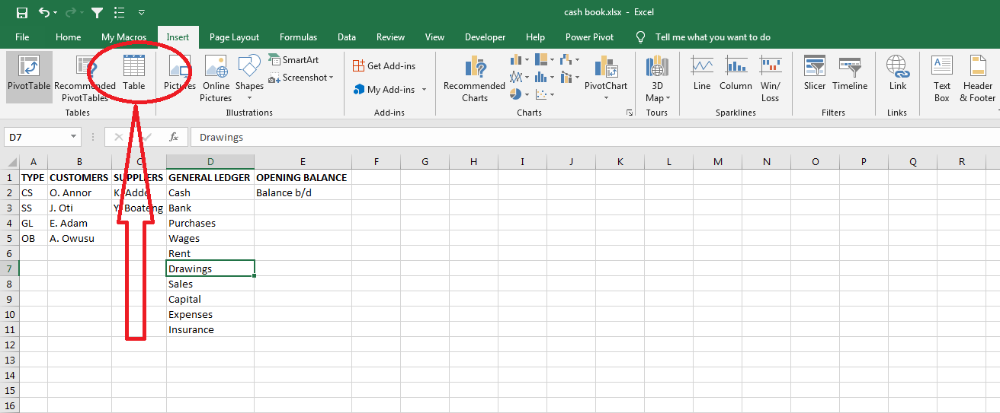 cash book.xlsx - Excel
File Home My Macros Insert Page Layout Formulas Data Review View Developer Help Power Pivot Tell me what you want to do
PivotTable Recommended PivotTables Table
Tables
Pictures Online Pictures Shapes SmartArt Screenshot
Illustrations
Get Add-ins
My Add-ins
Add-ins
Recommended Charts PivotChart
Charts
3D Map
Tours
Line Column Win/Loss
Sparklines
Slicer Timeline
Filters
Link
Links
Text Box Header & Footer
D7 fx Drawings
A B C D E F G H I J K L M N O P Q R
1 TYPE CUSTOMERS SUPPLIERS GENERAL LEDGER OPENING BALANCE
2 CS O. Annor K. Addo Cash Balance b/d
3 SS J. Oti Y. Boateng Bank
4 GL E. Adam Purchases
5 OB A. Owusu Wages
6 Rent
7 Drawings
8 Sales
9 Capital
10 Expenses
11 Insurance
12
13
14
15
16